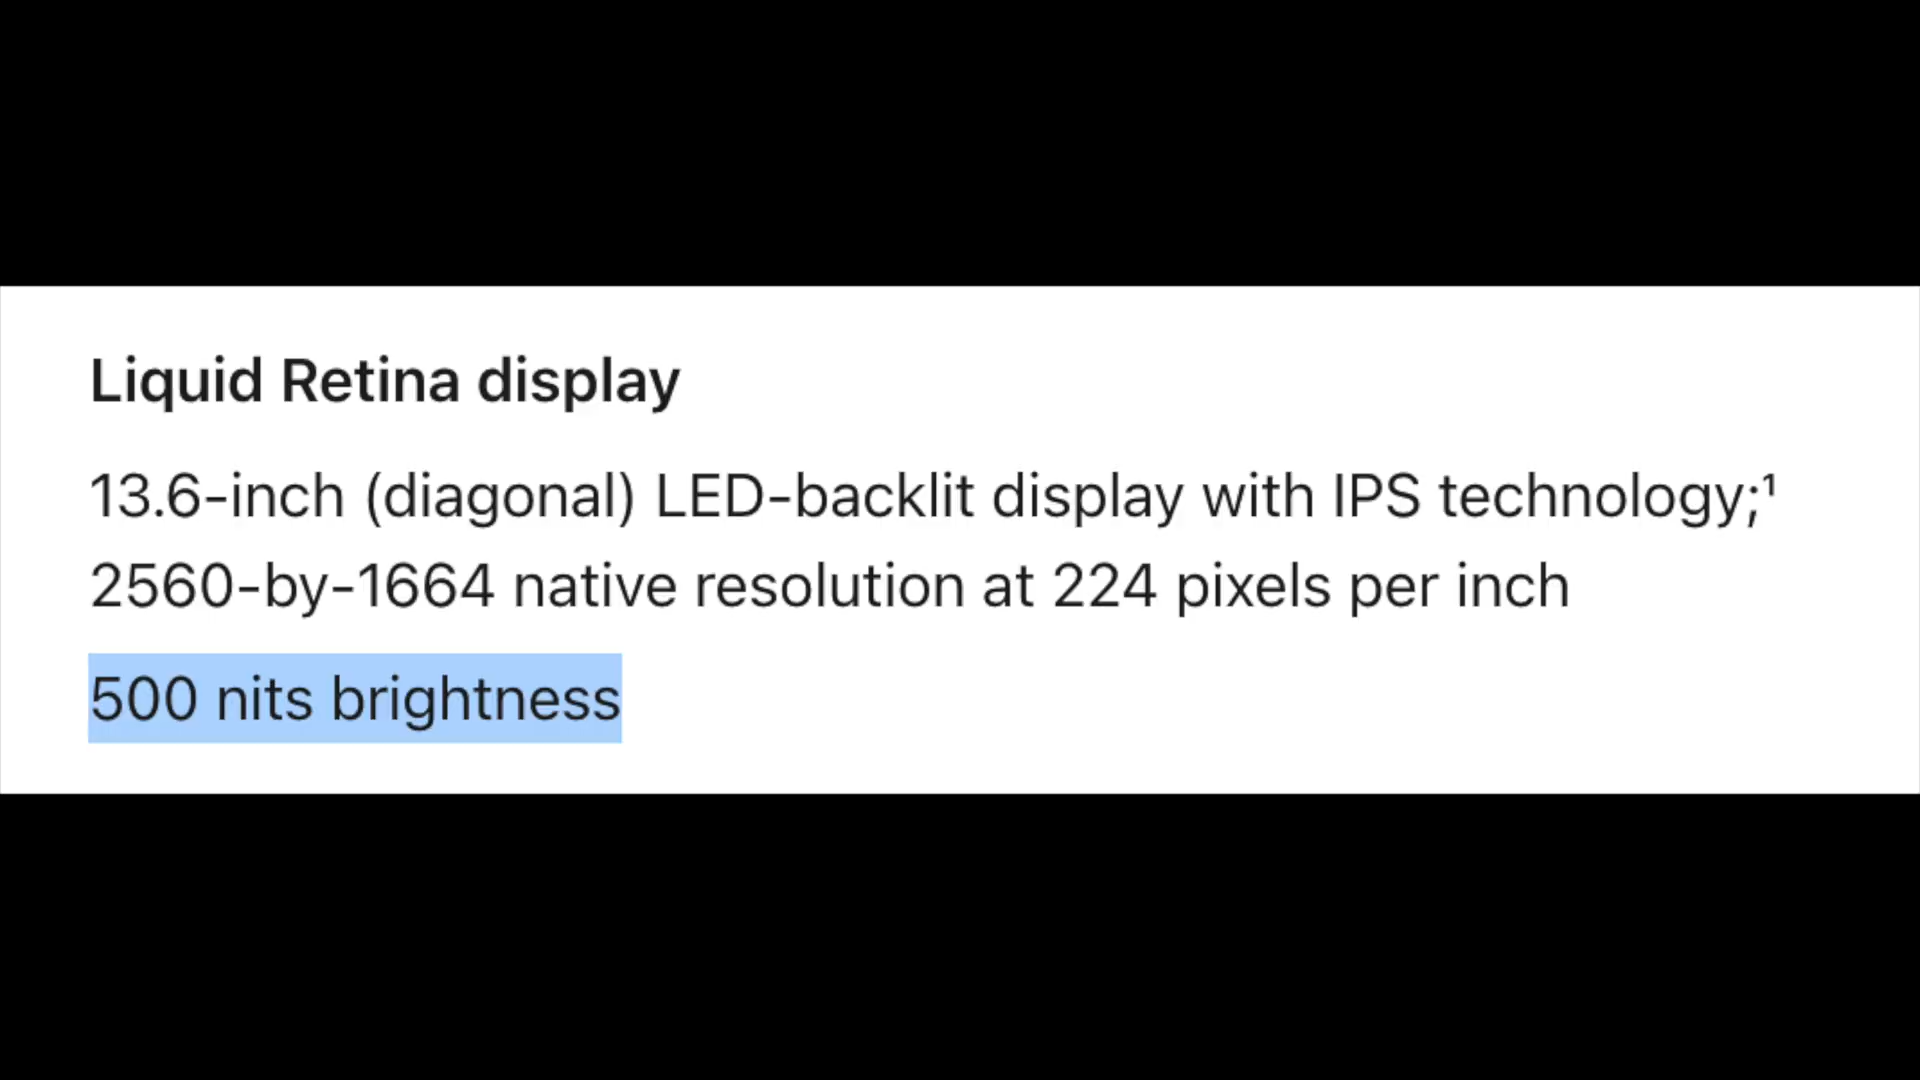 Liquid Retina display
13.6-inch (diagonal) LED-backlit display with IPS technology;¹
2560-by-1664 native resolution at 224 pixels per inch
500 nits brightness